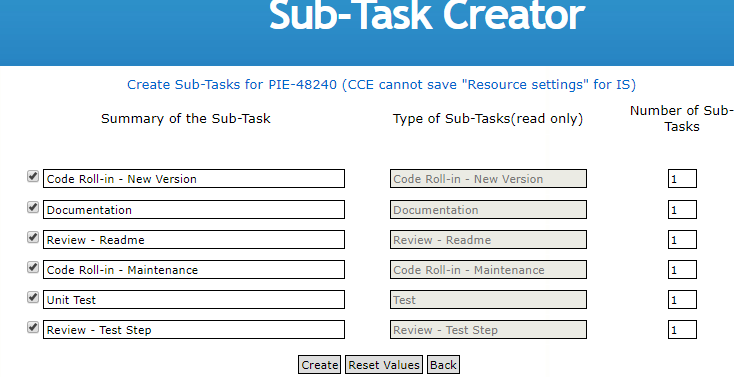 Sub-Task Creator
Create Sub-Tasks for PIE-48240 (CCE cannot save "Resource settings" for IS)
Summary of the Sub-Task Type of Sub-Tasks(read only) Number of Sub-
Tasks
Code Roll-in - New Version Code Roll-in - New Version 1
Documentation Documentation 1
Review - Readme Review - Readme 1
Code Roll-in - Maintenance Code Roll-in - Maintenance 1
Unit Test Test 1
Review - Test Step Review - Test Step 1
Create Reset Values Back